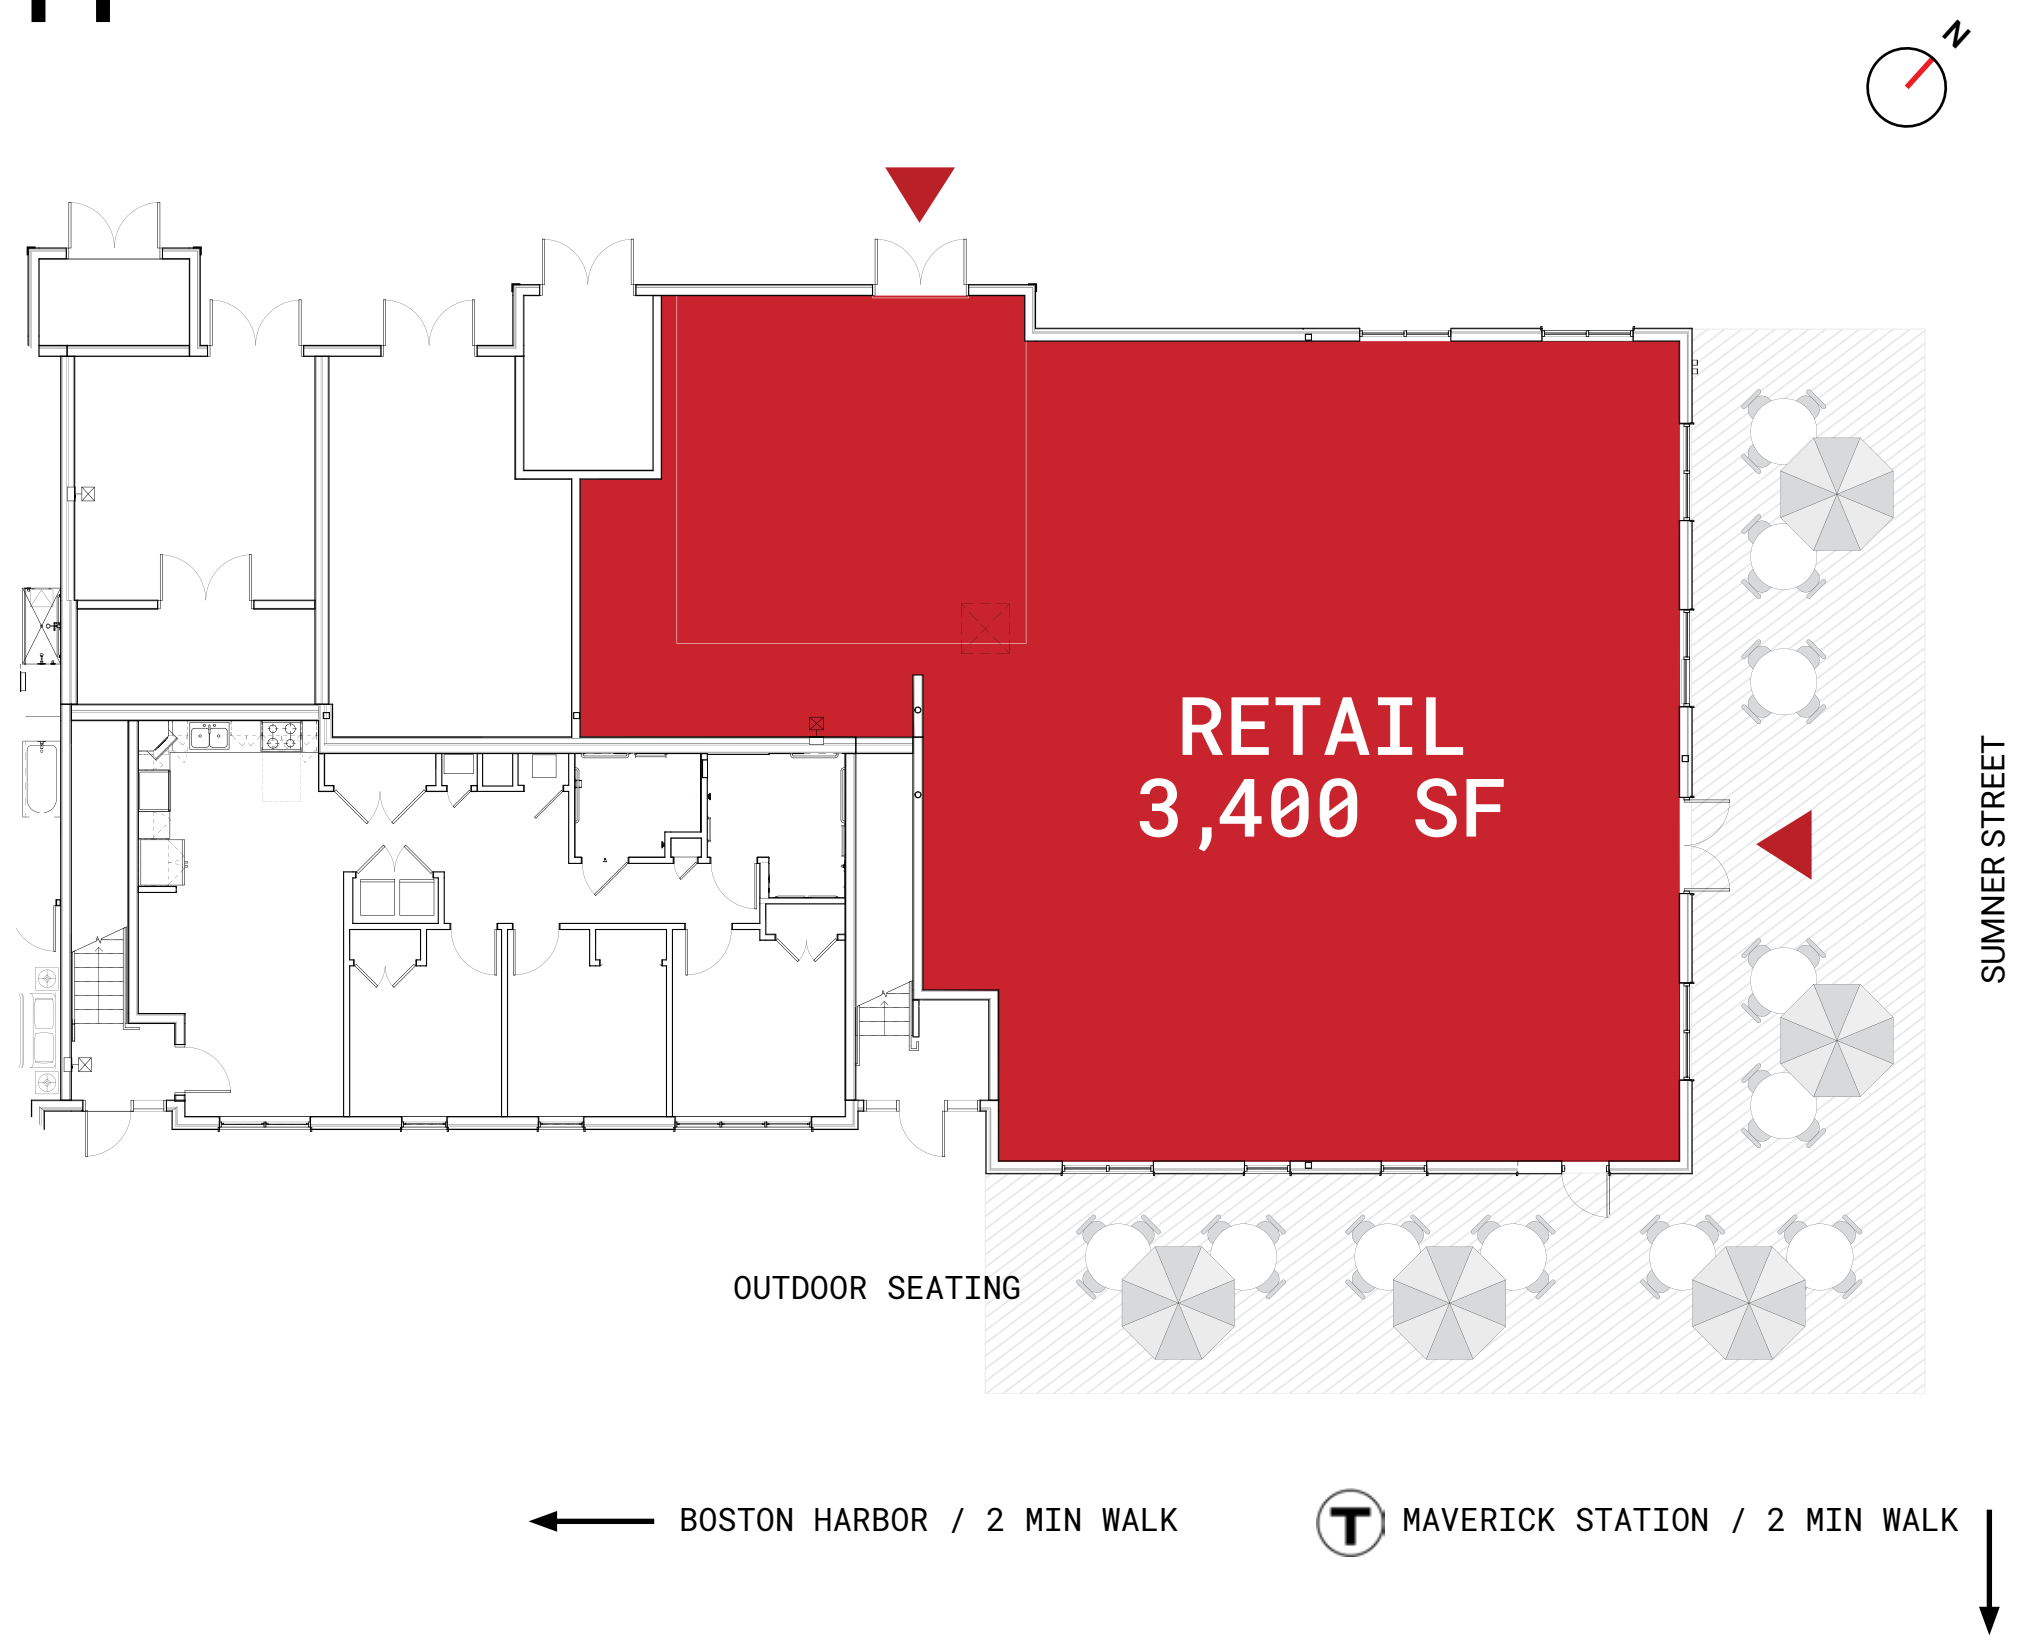 N
RETAIL
3,400 SF
SUMNER STREET
OUTDOOR SEATING
BOSTON HARBOR / 2 MIN WALK
T MAVERICK STATION / 2 MIN WALK